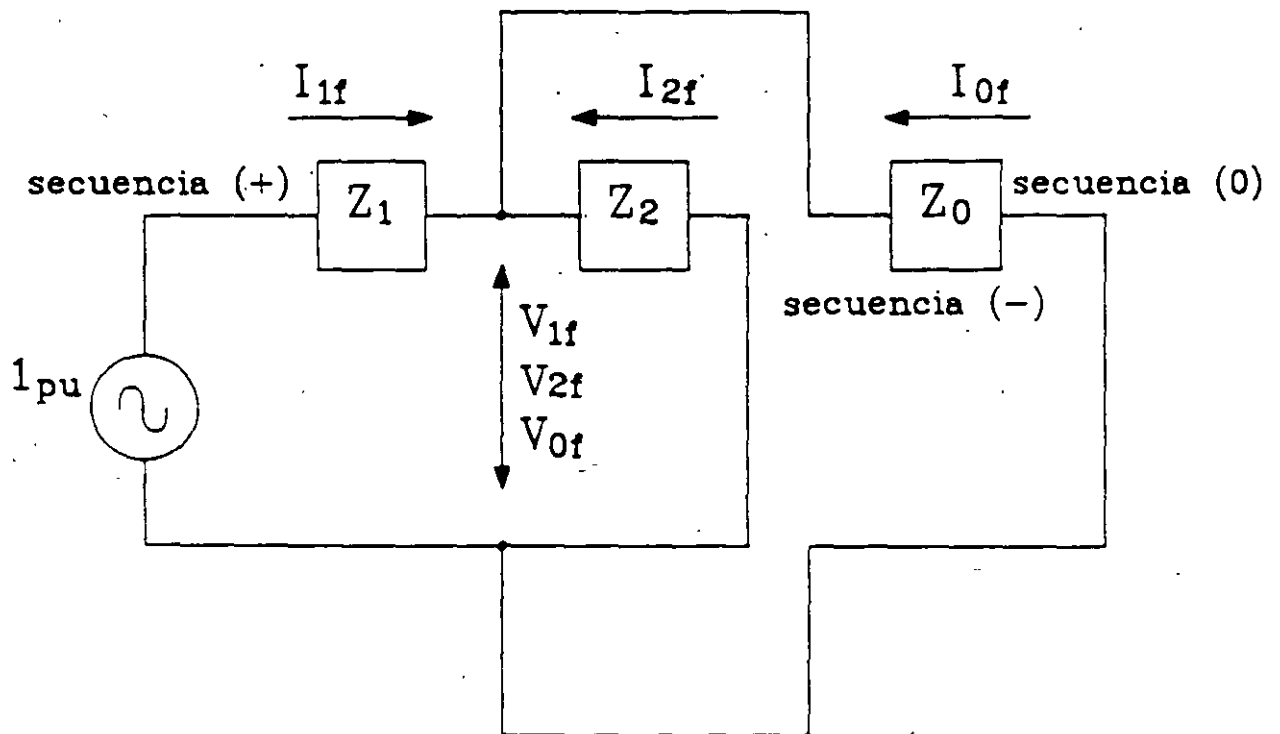 I1f
I2f
I0f
secuencia (+)
Z1
Z2
Z0
secuencia (0)
secuencia (-)
V1f
V2f
V0f
1pu